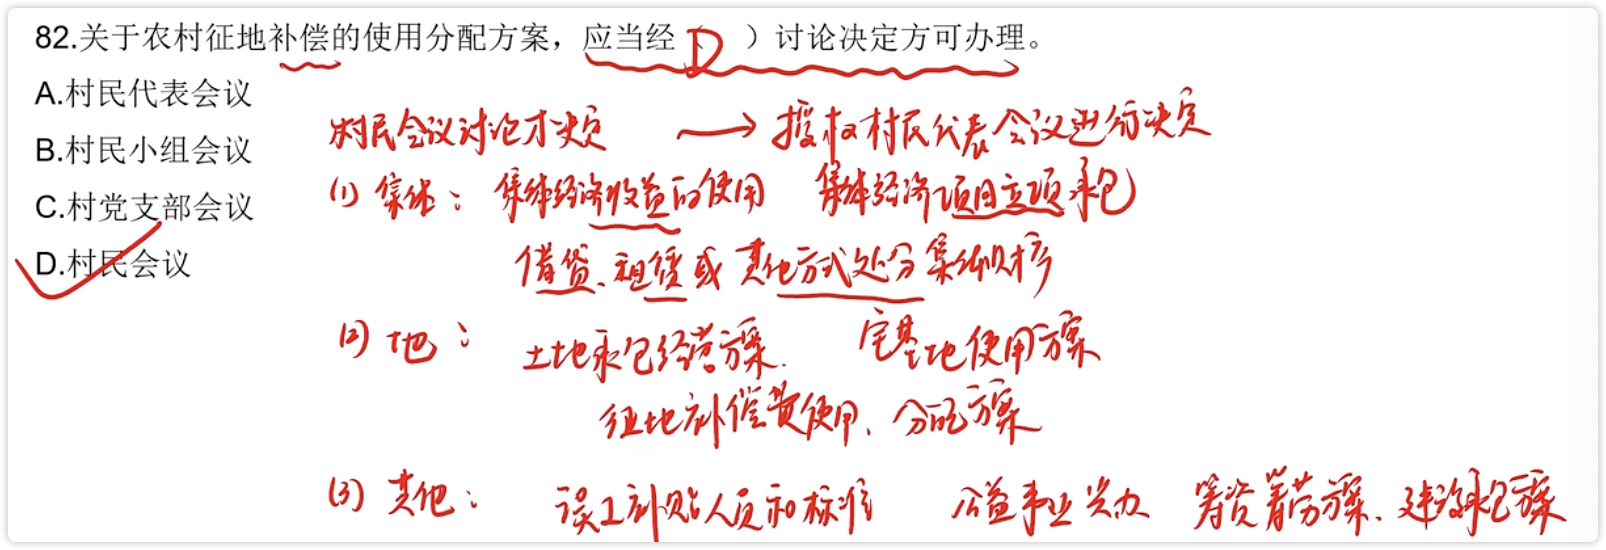 82.关于农村征地补偿的使用分配方案，应当经（D　）讨论决定方可办理。
A.村民代表会议
村民会议讨论才决定 → 授权村民代表会议进行决定
B.村民小组会议
(1) 集体：集体经济收益的使用 集体经济项目立项承包
C.村党支部会议
D.村民会议
借贷、租赁或其他方式处分集体财产
(2) 地：土地承包经营方案. 宅基地使用方案
征地补偿费使用、分配方案
(3) 其他：误工补贴人员和标准 公益事业兴办 筹资筹劳方案、建设承包方案